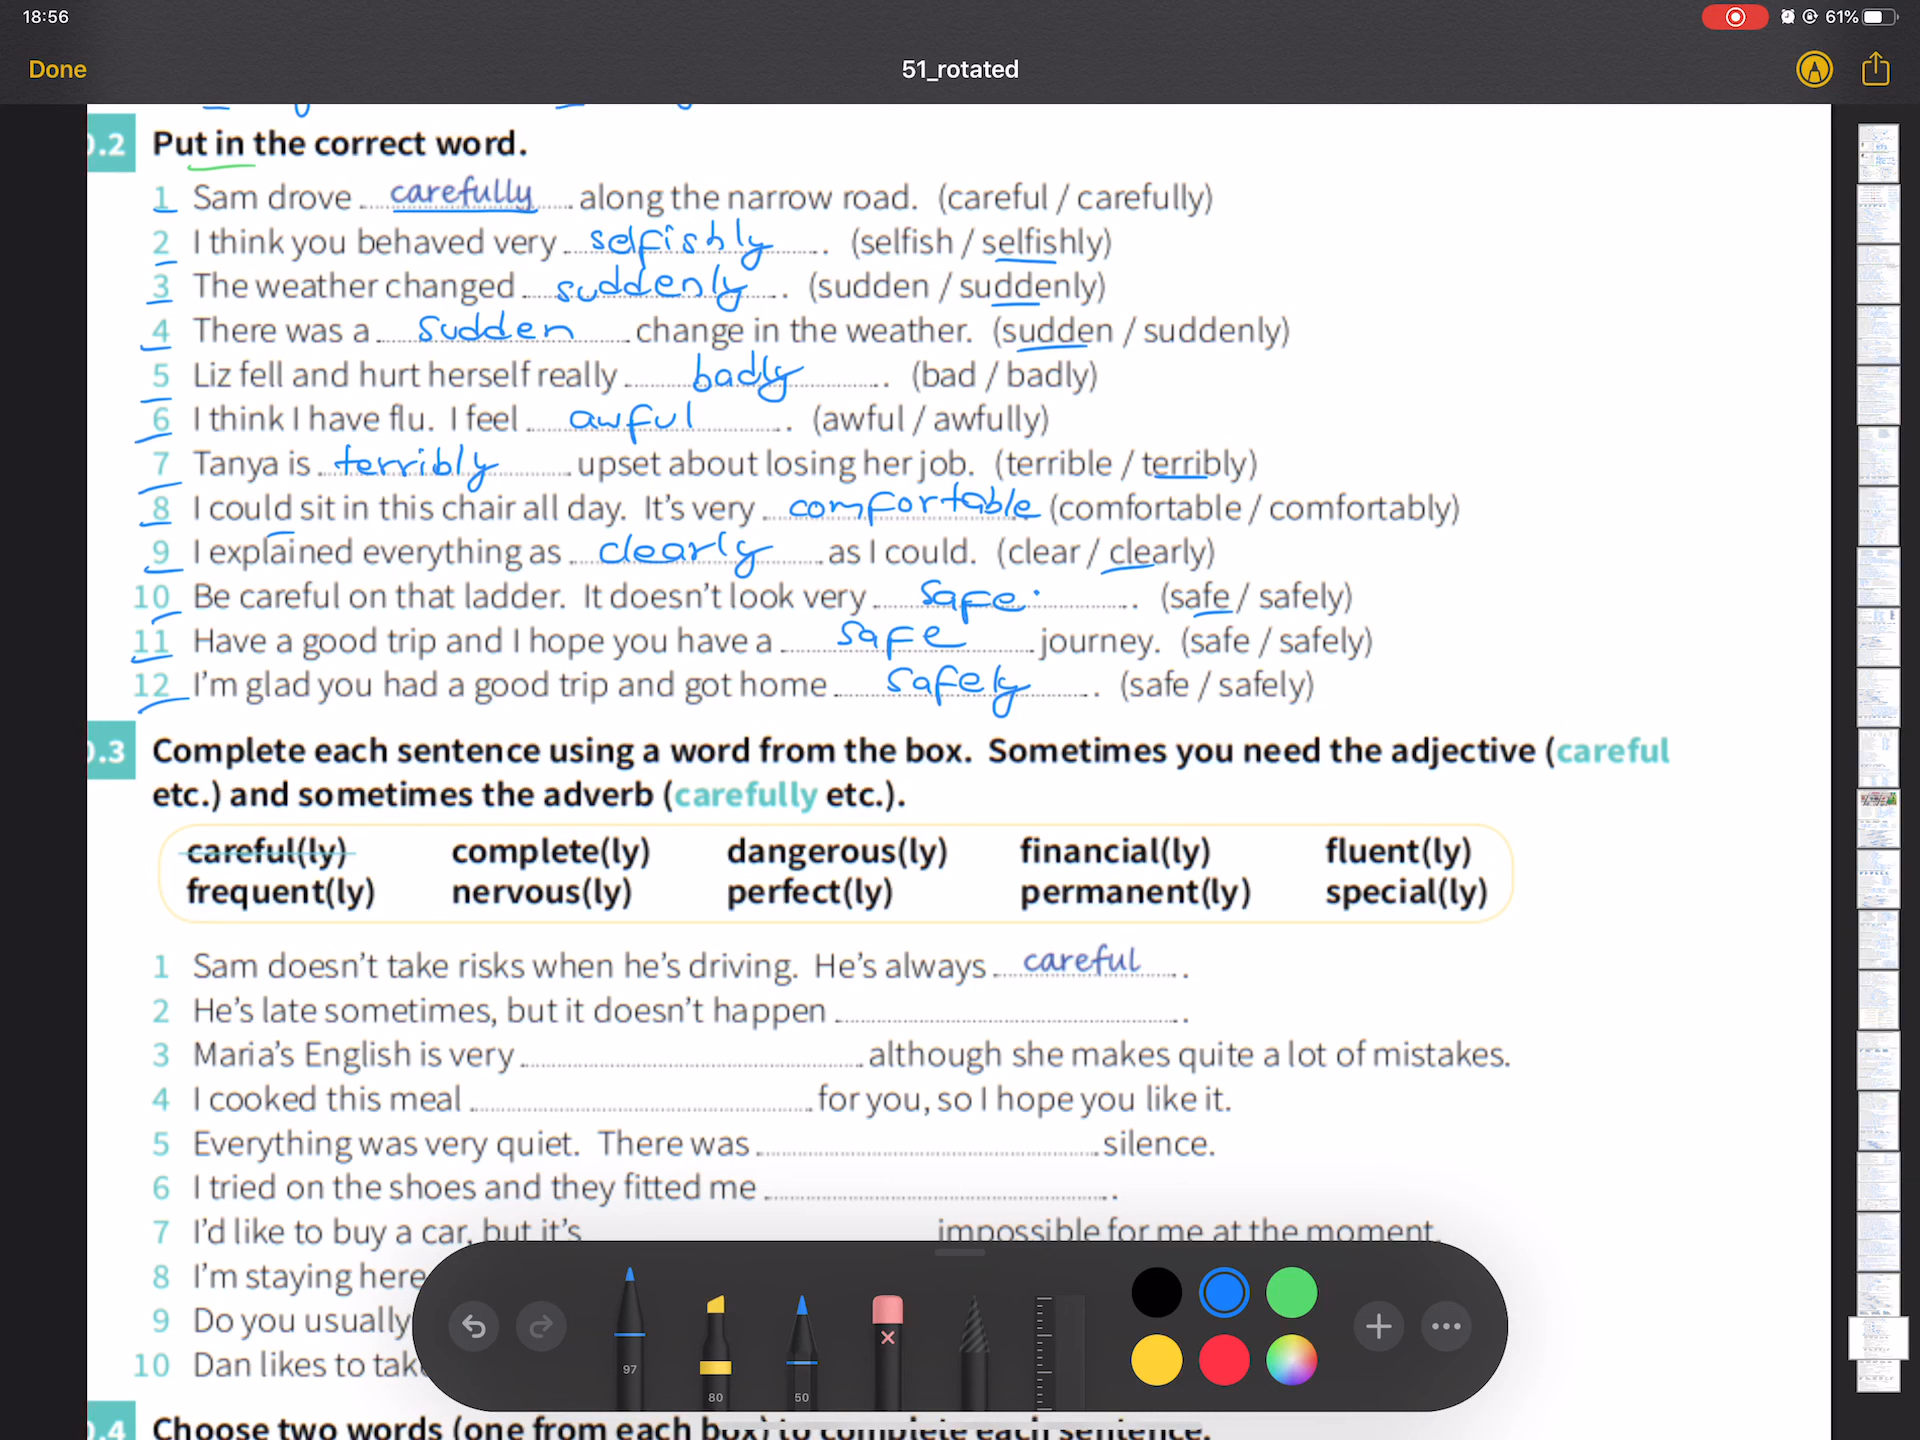 18:56
61%
Done
51_rotated
0.2 Put in the correct word.
1 Sam drove carefully along the narrow road. (careful / carefully)
2 I think you behaved very selfishly . (selfish / selfishly)
3 The weather changed suddenly . (sudden / suddenly)
4 There was a sudden change in the weather. (sudden / suddenly)
5 Liz fell and hurt herself really badly . (bad / badly)
6 I think I have flu. I feel awful . (awful / awfully)
7 Tanya is terribly upset about losing her job. (terrible / terribly)
8 I could sit in this chair all day. It's very comfortable (comfortable / comfortably)
9 I explained everything as clearly as I could. (clear / clearly)
10 Be careful on that ladder. It doesn't look very safe . (safe / safely)
11 Have a good trip and I hope you have a safe journey. (safe / safely)
12 I'm glad you had a good trip and got home safely . (safe / safely)
0.3 Complete each sentence using a word from the box. Sometimes you need the adjective (careful
etc.) and sometimes the adverb (carefully etc.).
careful(ly) complete(ly) dangerous(ly) financial(ly) fluent(ly)
frequent(ly) nervous(ly) perfect(ly) permanent(ly) special(ly)
1 Sam doesn't take risks when he's driving. He's always careful .
2 He's late sometimes, but it doesn't happen .
3 Maria's English is very although she makes quite a lot of mistakes.
4 I cooked this meal for you, so I hope you like it.
5 Everything was very quiet. There was silence.
6 I tried on the shoes and they fitted me .
7 I'd like to buy a car, but it's impossible for me at the moment.
8 I'm staying here
9 Do you usually
10 Dan likes to tak
97 80 50
0.4 Choose two words (one from each box) to complete each sentence.